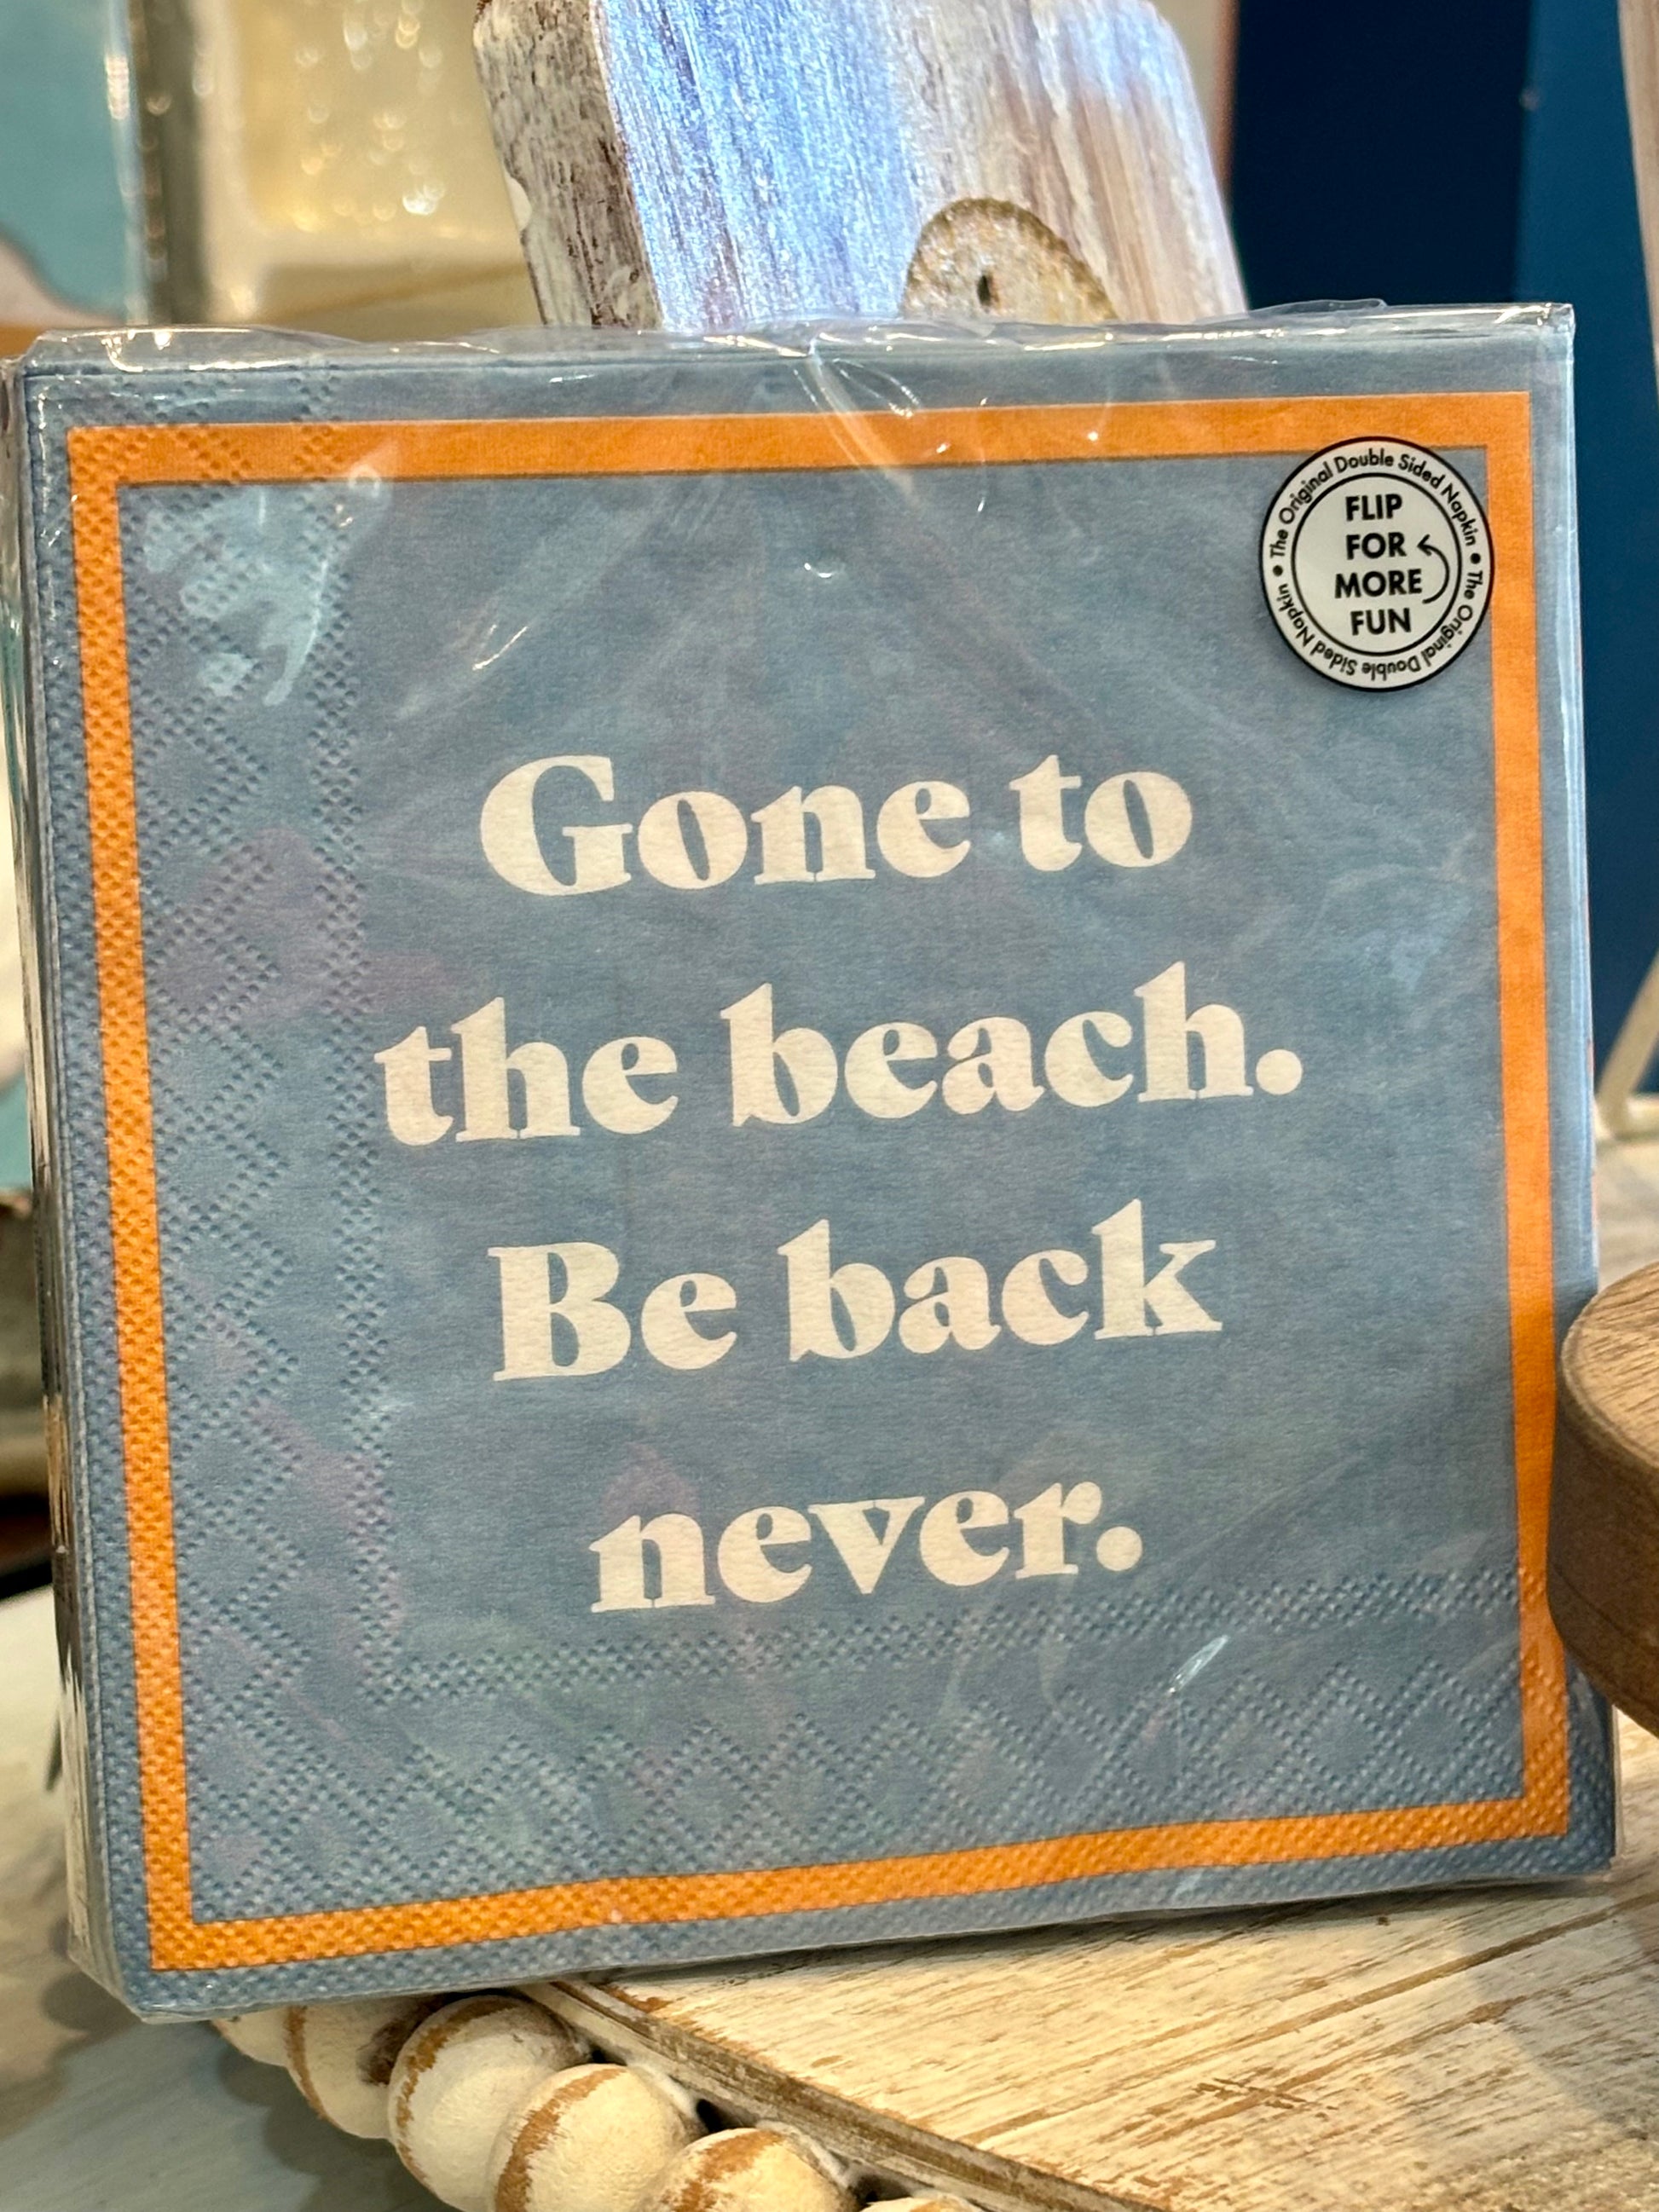 The Original Double Sided Napkin • The Original Double Sided Napkin •
FLIP
FOR
MORE
FUN
Gone to
the beach.
Be back
never.